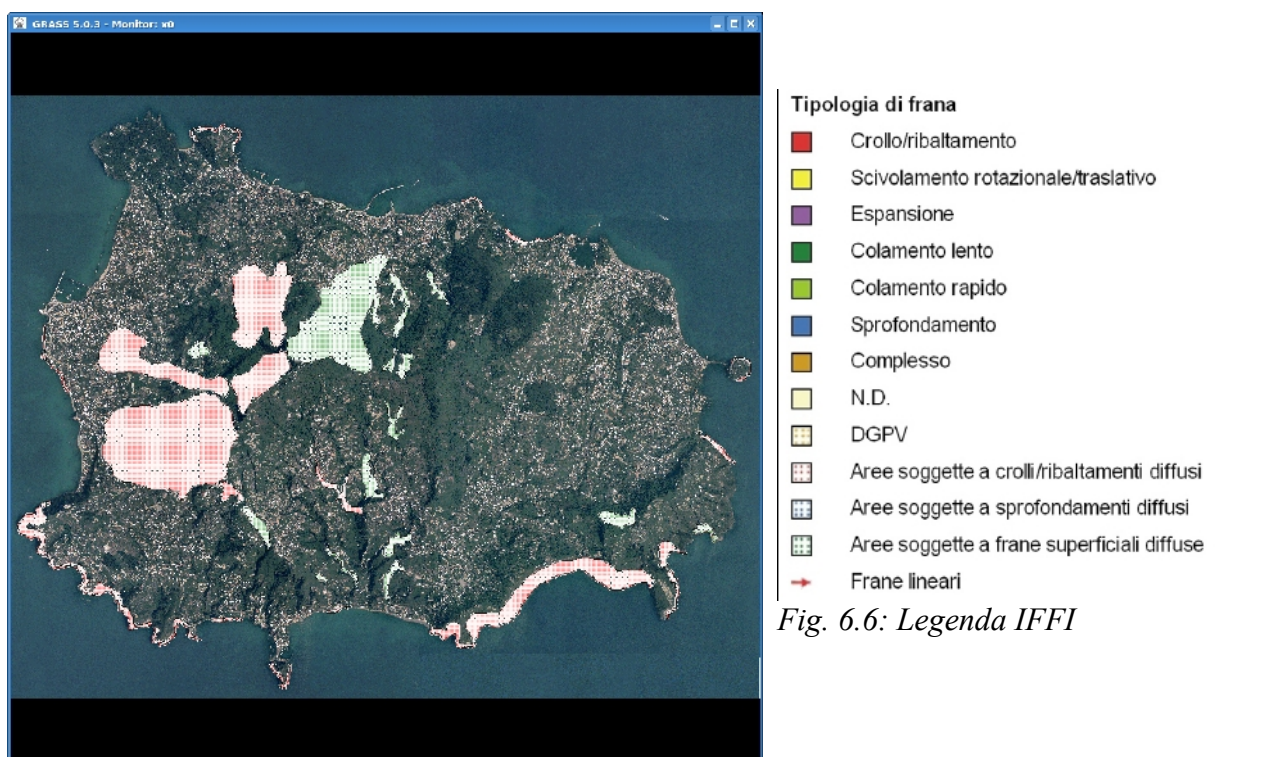 GRASS 5.0.3 - Monitor: x0
Tipologia di frana
Crollo/ribaltamento
Scivolamento rotazionale/traslativo
Espansione
Colamento lento
Colamento rapido
Sprofondamento
Complesso
N.D.
DGPV
Aree soggette a crolli/ribaltamenti diffusi
Aree soggette a sprofondamenti diffusi
Aree soggette a frane superficiali diffuse
Frane lineari
Fig. 6.6: Legenda IFFI